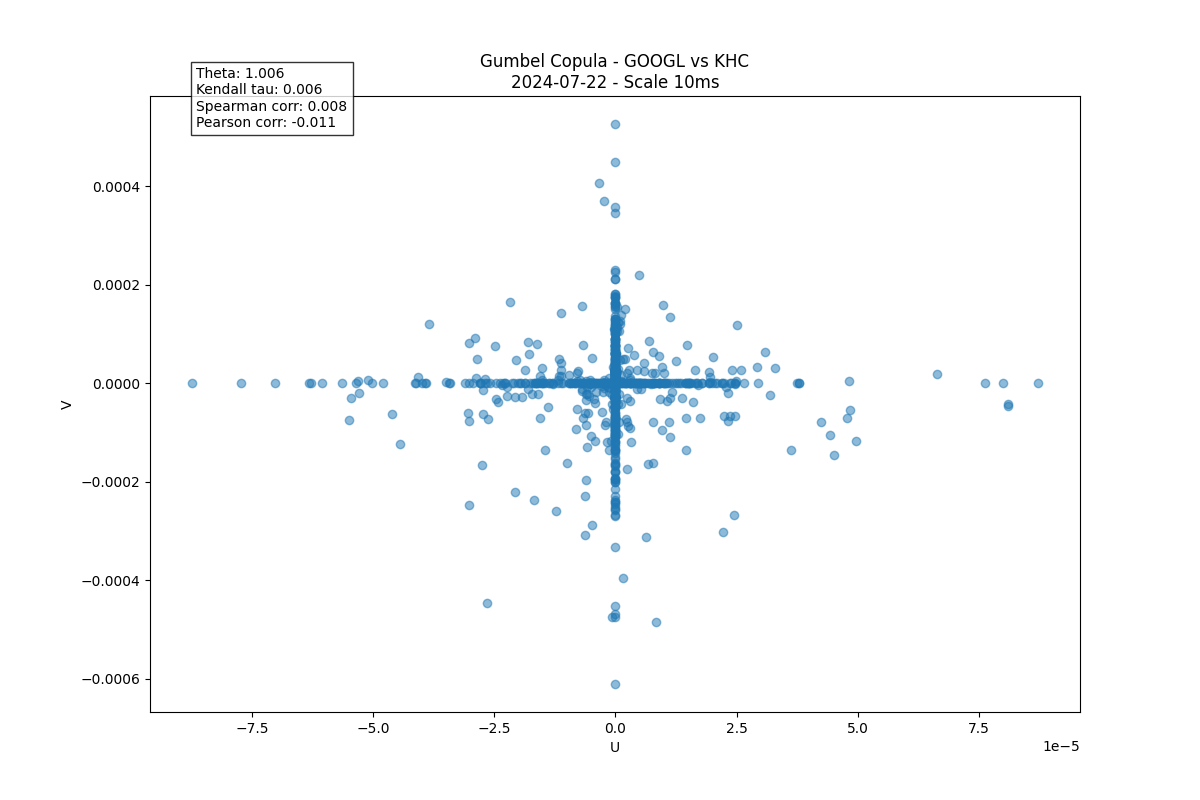 Gumbel Copula - GOOGL vs KHC
2024-07-22 - Scale 10ms
Theta: 1.006
Kendall tau: 0.006
Spearman corr: 0.008
Pearson corr: -0.011
0.0004
0.0002
0.0000
−0.0002
−0.0004
−0.0006
V
−7.5 −5.0 −2.5 0.0 2.5 5.0 7.5
1e−5
U